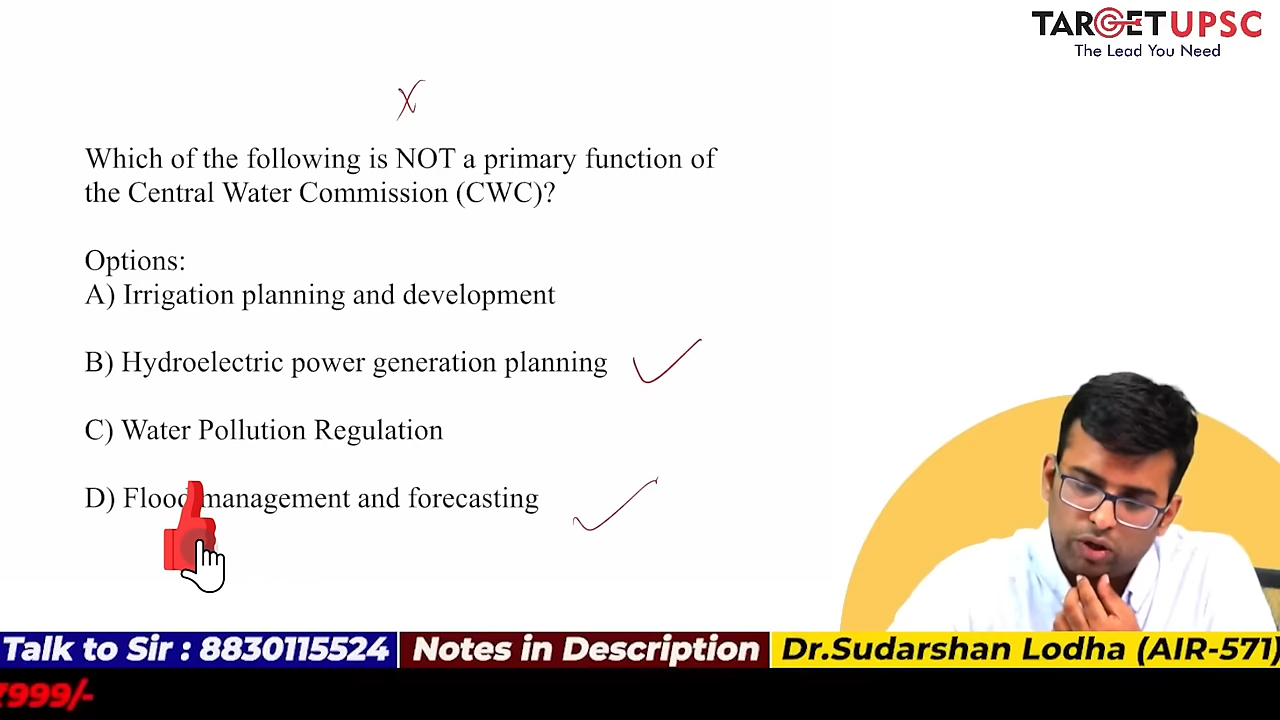 TARGETUPSC
The Lead You Need
X
Which of the following is NOT a primary function of
the Central Water Commission (CWC)?
Options:
A) Irrigation planning and development
B) Hydroelectric power generation planning
C) Water Pollution Regulation
D) Flood management and forecasting
Talk to Sir : 8830115524
Notes in Description
Dr.Sudarshan Lodha (AIR-571)
₹999/-